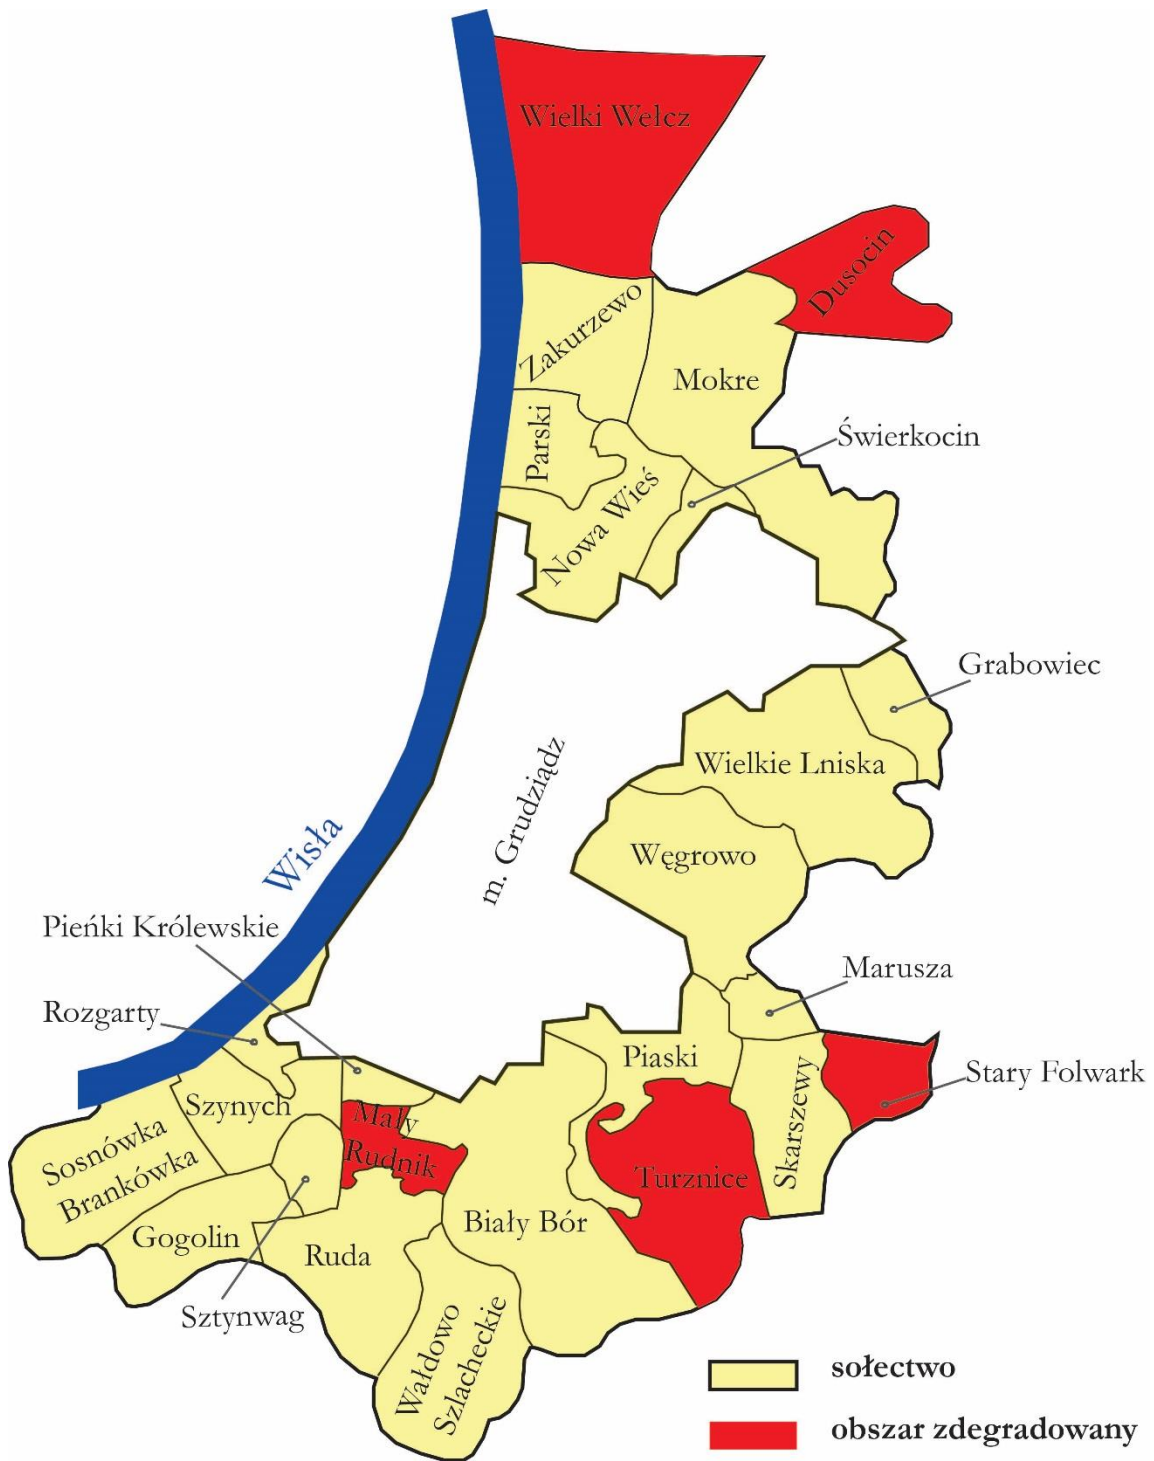 Wielki Wełcz
Dusocin
Zakurzewo
Mokre
Parski
Świerkocin
Nowa Wieś
Grabowiec
Wielkie Lniska
m. Grudziądz
Węgrowo
Wisła
Pieńki Królewskie
Marusza
Rozgarty
Piaski
Stary Folwark
Szynych
Mały
Rudnik
Skarszewy
Sosnówka
Brankówka
Turznice
Gogolin
Biały Bór
Ruda
Sztynwag
Wałdowo
Szlacheckie
sołectwo
obszar zdegradowany